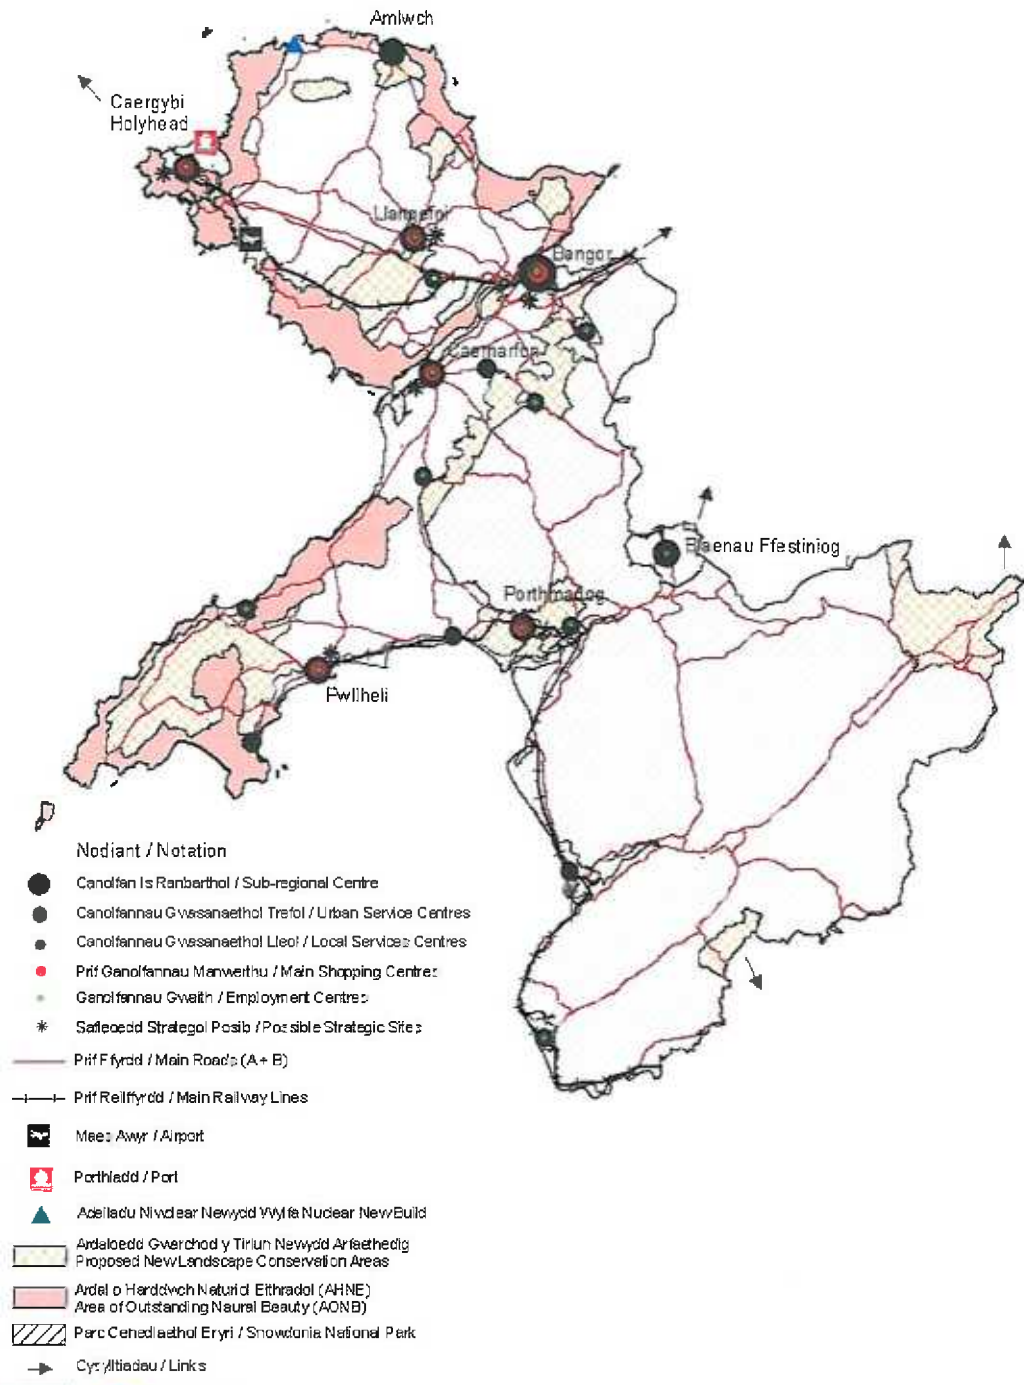 Amlwch
Caergybi
Holyhead
Llangefni
Bangor
Caernarfon
Blaenau Ffestiniog
Porthmadog
Pwllheli
Nodiant / Notation
Canolfan Is Ranbarthol / Sub-regional Centre
Canolfannau Gwasanaethol Trefol / Urban Service Centres
Canolfannau Gwasanaethol Lleol / Local Services Centres
Prif Ganolfannau Manwerthu / Main Shopping Centres
Ganolfannau Gwaith / Employment Centres
Safleoedd Strategol Posib / Possible Strategic Sites
Prif Ffyrdd / Main Roads (A + B)
Prif Reilffyrdd / Main Railway Lines
Maes Awyr / Airport
Porthladd / Port
Adeiladu Niwclear Newydd Wylfa Nuclear New Build
Ardaloedd Gwarchod y Tirlun Newydd Arfaethedig
Proposed New Landscape Conservation Areas
Ardal o Harddwch Naturiol Eithradol (AHNE)
Area of Outstanding Naural Beauty (AONB)
Parc Cenedlaethol Eryri / Snowdonia National Park
Cysylltiadau / Links